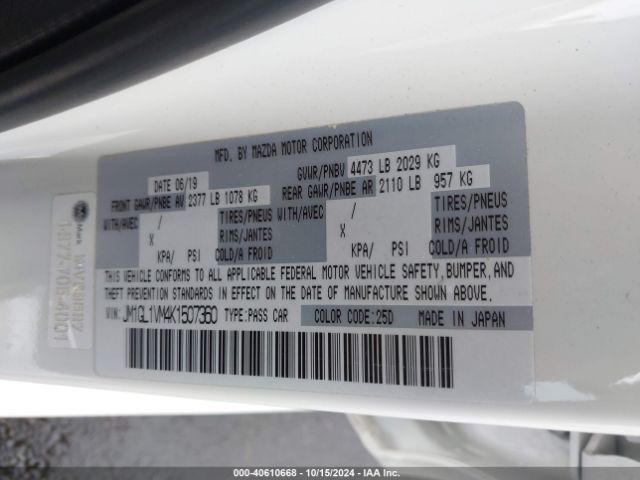 MFD. BY MAZDA MOTOR CORPORATION
DATE 06/19
GVWR/PNBV 4473 LB 2029 KG
FRONT GAWR/PNBE AV 2377 LB 1078 KG
REAR GAWR/PNBE AR 2110 LB 957 KG
WITH/AVEC / TIRES/PNEUS WITH/AVEC / TIRES/PNEUS
X RIMS/JANTES X RIMS/JANTES
KPA/ PSI COLD/A FROID KPA/ PSI COLD/A FROID
THIS VEHICLE CONFORMS TO ALL APPLICABLE FEDERAL MOTOR VEHICLE SAFETY, BUMPER, AND
THEFT PREVENTION STANDARDS IN EFFECT ON THE DATE OF MANUFACTURE SHOWN ABOVE.
VIN: JM1GL1VM4K1507360 TYPE:PASS CAR COLOR CODE:25D MADE IN JAPAN
Mark
000-40610668 - 10/15/2024 - IAA Inc.